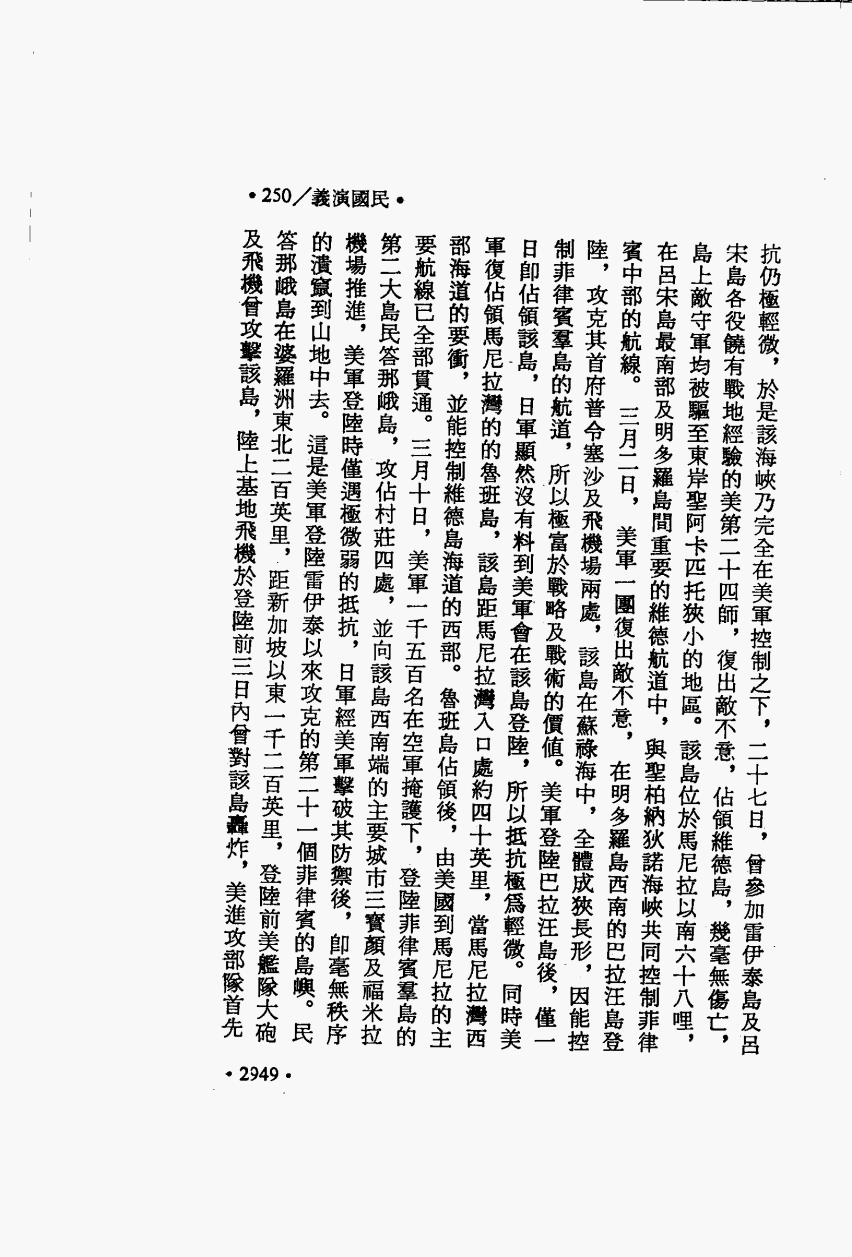 •250／義演國民•
抗仍極輕微，於是該海峽乃完全在美軍控制之下，二十七日，曾參加雷伊泰島及呂
宋島各役饒有戰地經驗的美第二十四師，復出敵不意，佔領維德島，幾毫無傷亡，
島上敵守軍均被驅至東岸聖阿卡匹托狹小的地區。該島位於馬尼拉以南六十八哩，
在呂宋島最南部及明多羅島間重要的維德航道中，與聖柏納狄諾海峽共同控制菲律
賓中部的航線。三月二日，美軍一團復出敵不意，在明多羅島西南的巴拉汪島登
陸，攻克其首府普令塞沙及飛機場兩處，該島在蘇祿海中，全體成狹長形，因能控
制菲律賓羣島的航道，所以極富於戰略及戰術的價值。美軍登陸巴拉汪島後，僅一
日卽佔領該島，日軍顯然沒有料到美軍會在該島登陸，所以抵抗極爲輕微。同時美
軍復佔領馬尼拉灣的的魯班島，該島距馬尼拉灣入口處約四十英里，當馬尼拉灣西
部海道的要衝，並能控制維德島海道的西部。魯班島佔領後，由美國到馬尼拉的主
要航線已全部貫通。三月十日，美軍一千五百名在空軍掩護下，登陸菲律賓羣島的
第二大島民答那峨島，攻佔村莊四處，並向該島西南端的主要城市三寶顏及福米拉
機場推進，美軍登陸時僅遇極微弱的抵抗，日軍經美軍擊破其防禦後，卽毫無秩序
的潰竄到山地中去。這是美軍登陸雷伊泰以來攻克的第二十一個菲律賓的島嶼。民
答那峨島在婆羅洲東北二百英里，距新加坡以東一千二百英里，登陸前美艦隊大砲
及飛機曾攻擊該島，陸上基地飛機於登陸前三日內曾對該島轟炸，美進攻部隊首先
•2949•